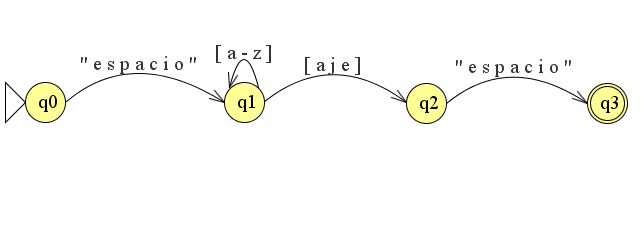 "espacio"
[a-z]
[aje]
"espacio"
q0
q1
q2
q3